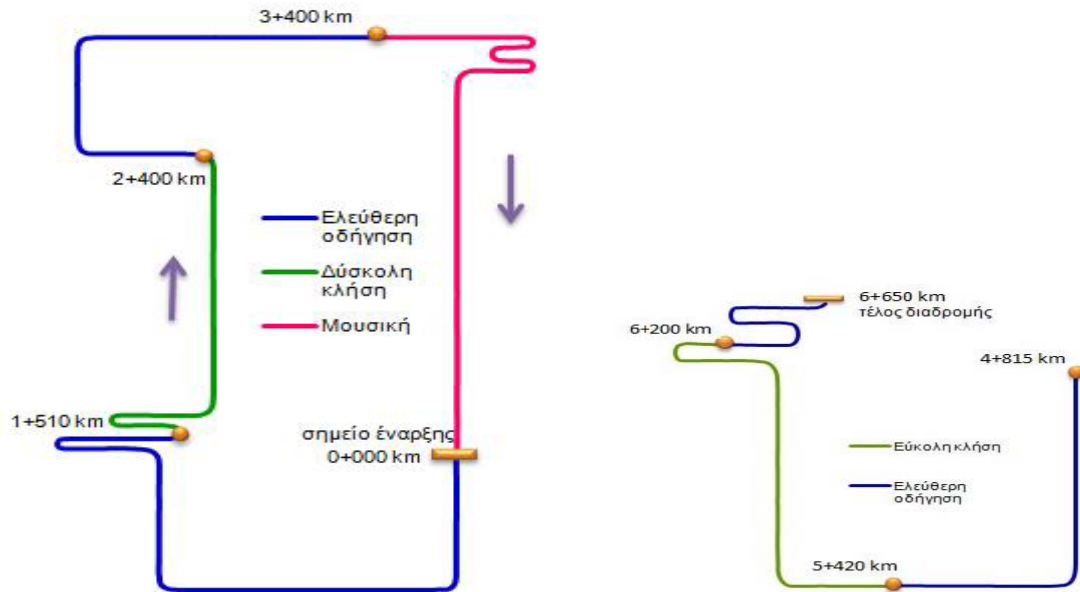 3+400 km
2+400 km
Ελεύθερη
οδήγηση
Δύσκολη
κλήση
Μουσική
1+510 km
σημείο έναρξης
0+000 km
6+650 km
τέλος διαδρομής
6+200 km
4+815 km
Εύκολη κλήση
Ελεύθερη
οδήγηση
5+420 km